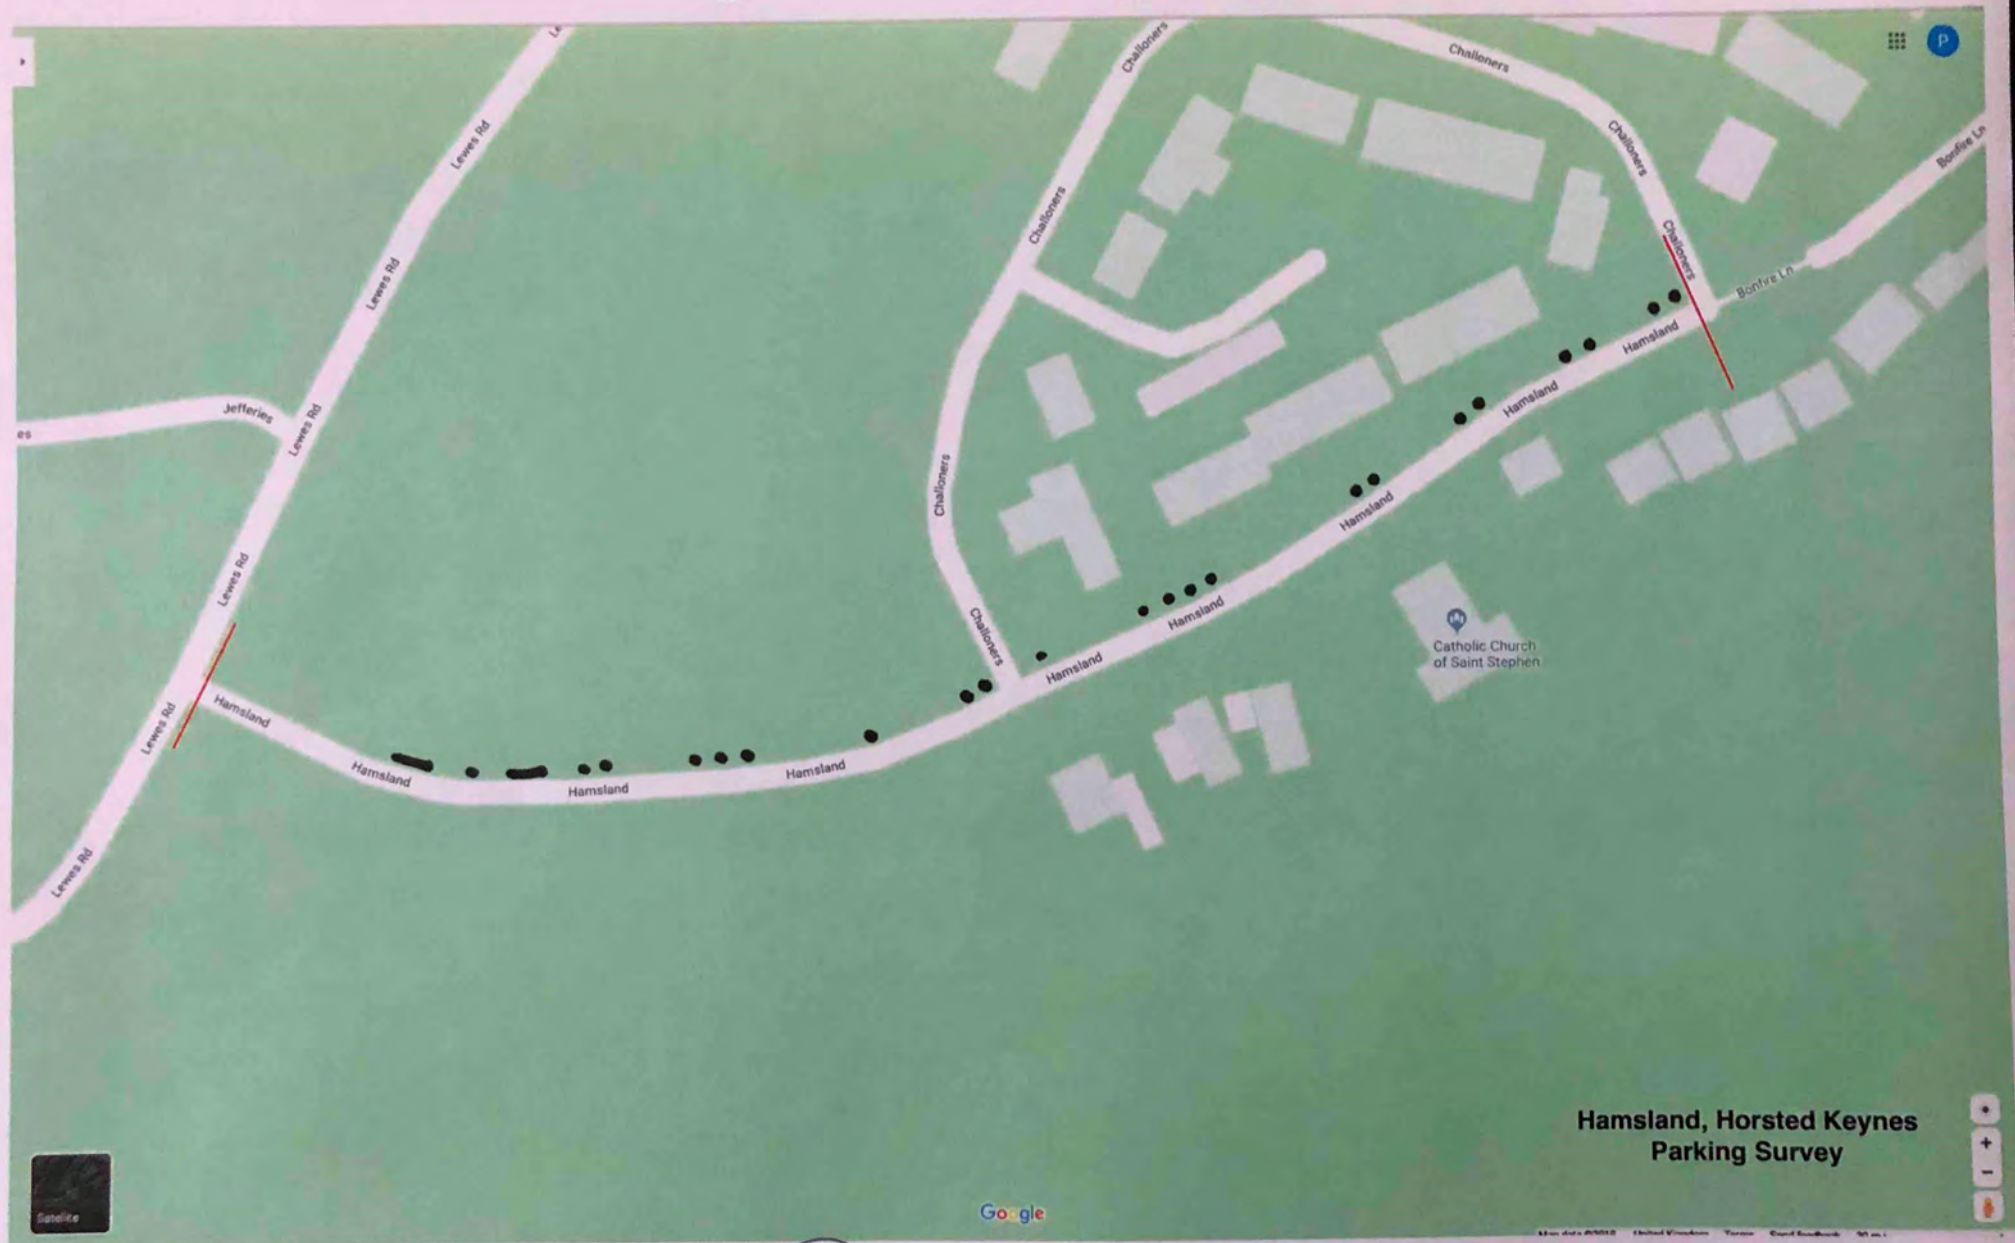 Le
Challoners
Challoners
P
Lewes Rd
Challoners
Bonfire Ln
Challoners
Challoners
Lewes Rd
Bonfire Ln
Hamsland
Jefferies
es
Lewes Rd
Hamsland
Challoners
Hamsland
Lewes Rd
Hamsland
Challoners
Catholic Church
of Saint Stephen
Hamsland
Hamsland
Lewes Rd
Hamsland
Hamsland
Hamsland
Lewes Rd
Hamsland, Horsted Keynes
Parking Survey
Satellite
Google